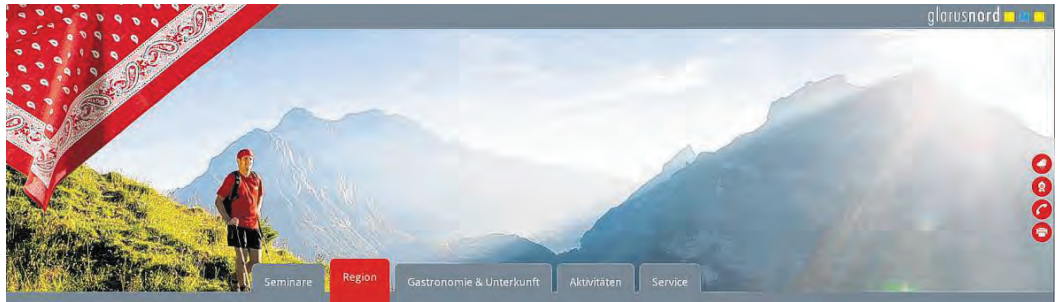 glarusnord
Seminare
Region
Gastronomie & Unterkunft
Aktivitäten
Service